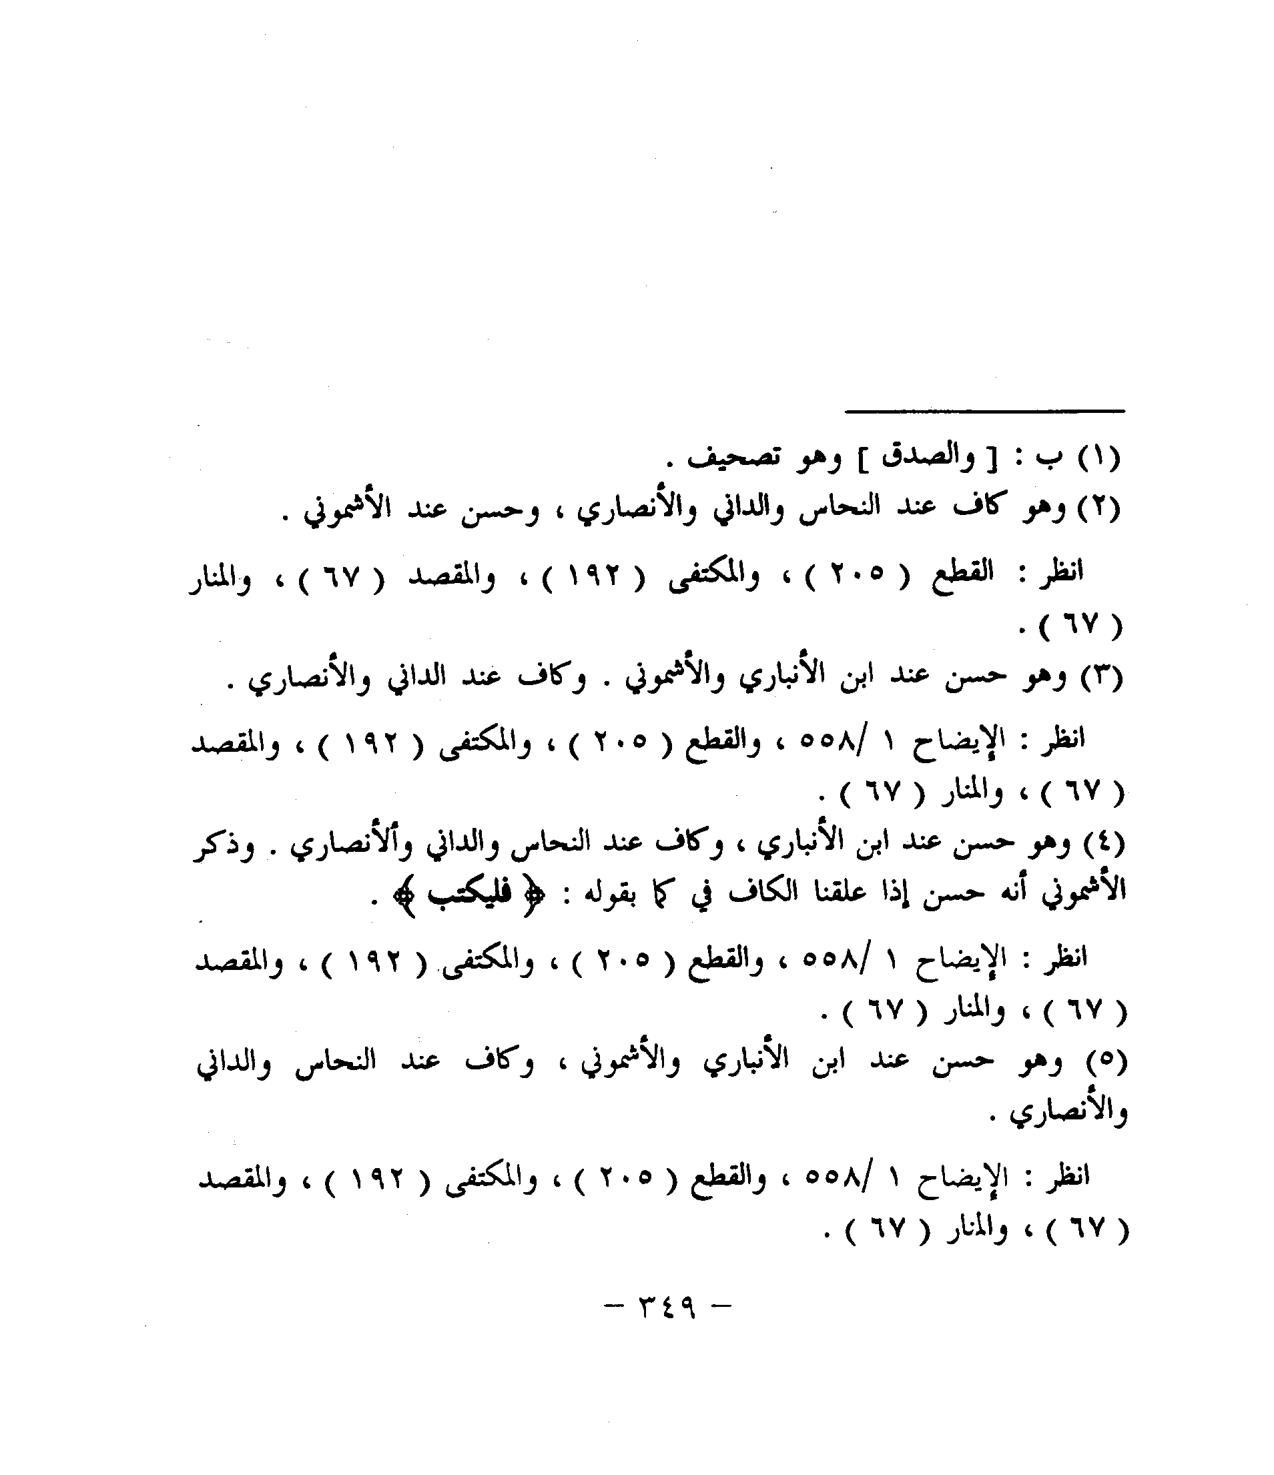 (١) ب : [ والصدق ] وهو تصحيف .
(٢) وهو كاف عند النحاس والداني والأنصاري ، وحسن عند الأشموني .
انظر : القطع ( ٢٠٥ ) ، والمكتفى ( ١٩٢ ) ، والمقصد ( ٦٧ ) ، والمنار
( ٦٧ ) .
(٣) وهو حسن عند ابن الأنباري والأشموني . وكاف عند الداني والأنصاري .
انظر : الإيضاح ١ /٥٥٨ ، والقطع ( ٢٠٥ ) ، والمكتفى ( ١٩٢ ) ، والمقصد
( ٦٧ ) ، والمنار ( ٦٧ ) .
(٤) وهو حسن عند ابن الأنباري ، وكاف عند النحاس والداني وألأنصاري . وذكر
الأشموني أنه حسن إذا علقنا الكاف في كما بقوله : ﴿ فليكتب ﴾ .
انظر : الإيضاح ١ /٥٥٨ ، والقطع ( ٢٠٥ ) ، والمكتفى ( ١٩٢ ) ، والمقصد
( ٦٧ ) ، والمنار ( ٦٧ ) .
(٥) وهو حسن عند ابن الأنباري والأشموني ، وكاف عند النحاس والداني
والأنصاري .
انظر : الإيضاح ١ /٥٥٨ ، والقطع ( ٢٠٥ ) ، والمكتفى ( ١٩٢ ) ، والمقصد
( ٦٧ ) ، والمنار ( ٦٧ ) .
– ٣٤٩ –